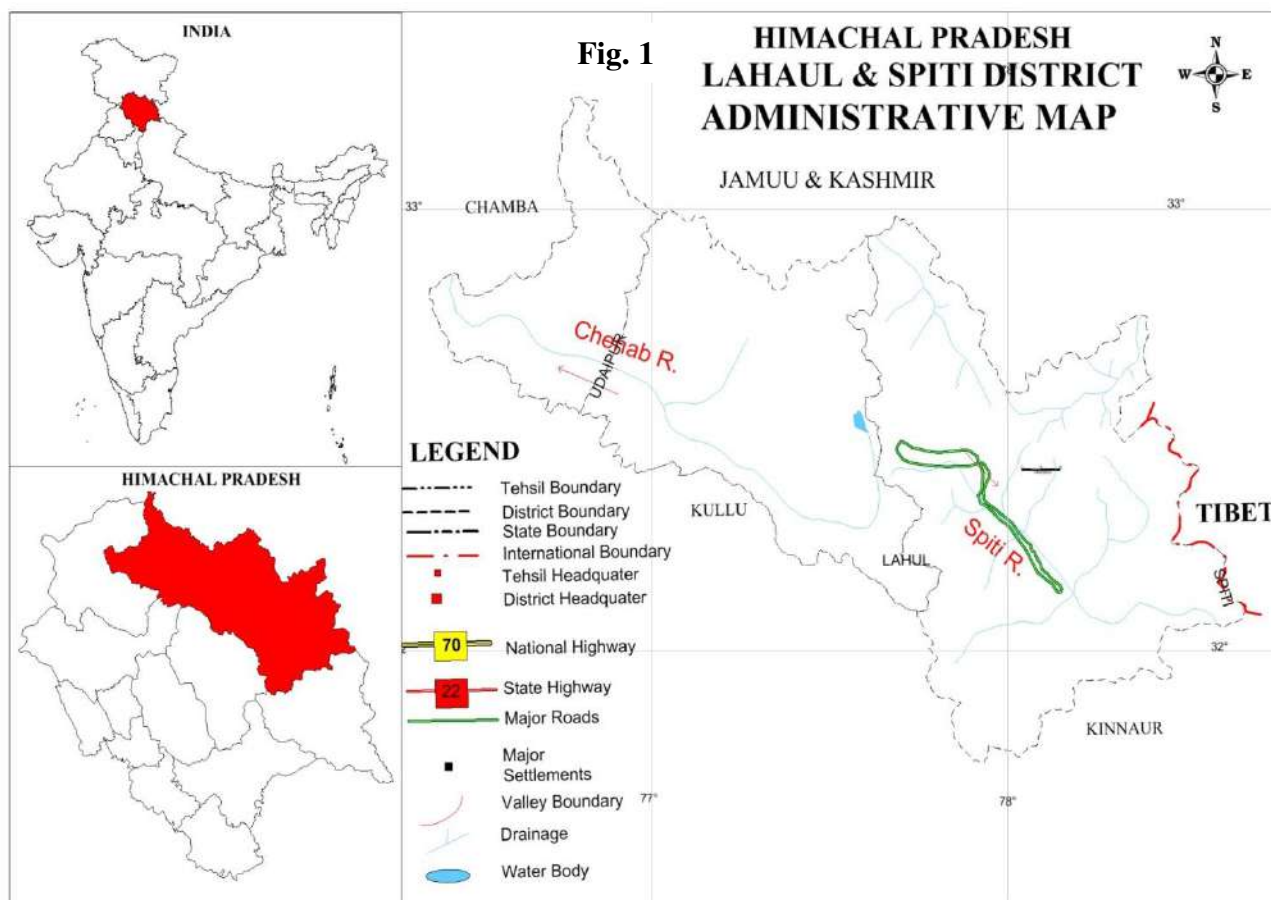 INDIA
Fig. 1
HIMACHAL PRADESH
LAHAUL & SPITI DISTRICT
ADMINISTRATIVE MAP
N
W
E
S
JAMUU & KASHMIR
CHAMBA
33°
33°
Chenab R.
UDAIPUR
KULLU
LAHUL
Spiti R.
TIBET
SPITI
32°
KINNAUR
77°
78°
HIMACHAL PRADESH
LEGEND
Tehsil Boundary
District Boundary
State Boundary
International Boundary
Tehsil Headquater
District Headquater
70
National Highway
22
State Highway
Major Roads
Major
Settlements
Valley Boundary
Drainage
Water Body